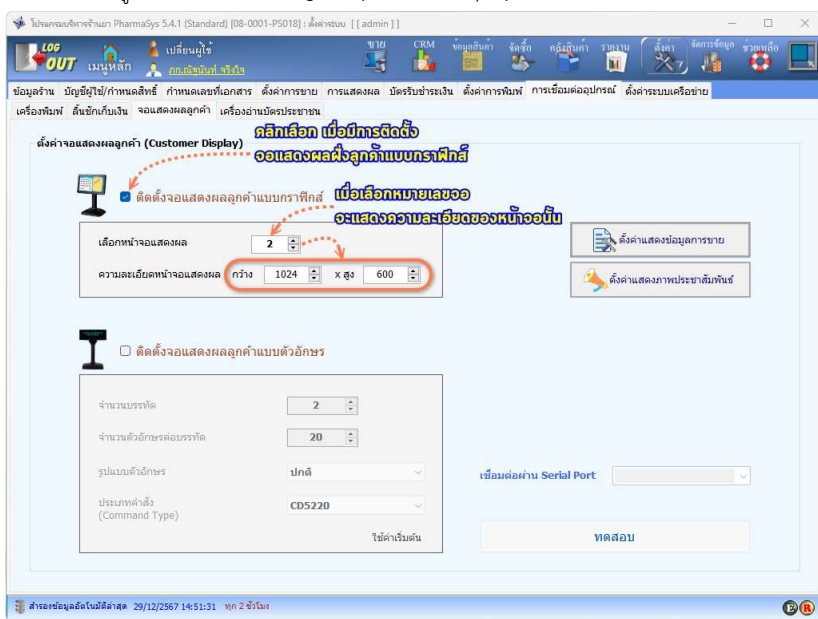 โปรแกรมบริหารร้านยา PharmaSys 5.4.1 (Standard) [08-0001-PS018] : ตั้งค่าระบบ [ [ admin ] ]
LOG OUT เมนูหลัก เปลี่ยนผู้ใช้ ขาย CRM ข้อมูลสินค้า จัดซื้อ คลังสินค้า รายงาน ตั้งค่า จัดการข้อมูล ช่วยเหลือ
ข้อมูลร้าน บัญชีผู้ใช้/กำหนดสิทธิ์ กำหนดเลขที่เอกสาร ตั้งค่าการขาย การแสดงผล บัตรรับชำระเงิน ตั้งค่าการพิมพ์ การเชื่อมต่ออุปกรณ์ ตั้งค่าระบบเครือข่าย
เครื่องพิมพ์ ลิ้นชักเก็บเงิน จอแสดงผลลูกค้า เครื่องอ่านบัตรประชาชน
คลิกเลือก เมื่อมีการติดตั้ง
ตั้งค่าจอแสดงผลลูกค้า (Customer Display)
จอแสดงผลฝั่งลูกค้าแบบกราฟิกส์
ติดตั้งจอแสดงผลลูกค้าแบบกราฟิกส์
เมื่อเลือกหมายเลขจอ
จะแสดงความละเอียดของหน้าจอนั้น
เลือกหน้าจอแสดงผล 2
ตั้งค่าแสดงข้อมูลการขาย
ความละเอียดหน้าจอแสดงผล กว้าง 1024 x สูง 600
ตั้งค่าแสดงภาพประชาสัมพันธ์
ติดตั้งจอแสดงผลลูกค้าแบบตัวอักษร
จำนวนบรรทัด 2
จำนวนตัวอักษรต่อบรรทัด 20
รูปแบบตัวอักษร ปกติ
เชื่อมต่อผ่าน Serial Port
ประเภทคำสั่ง CD5220
(Command Type)
ใช้ค่าเริ่มต้น
ทดสอบ
สำรองข้อมูลอัตโนมัติล่าสุด 29/12/2567 14:51:31 ทุก 2 ชั่วโมง
E R